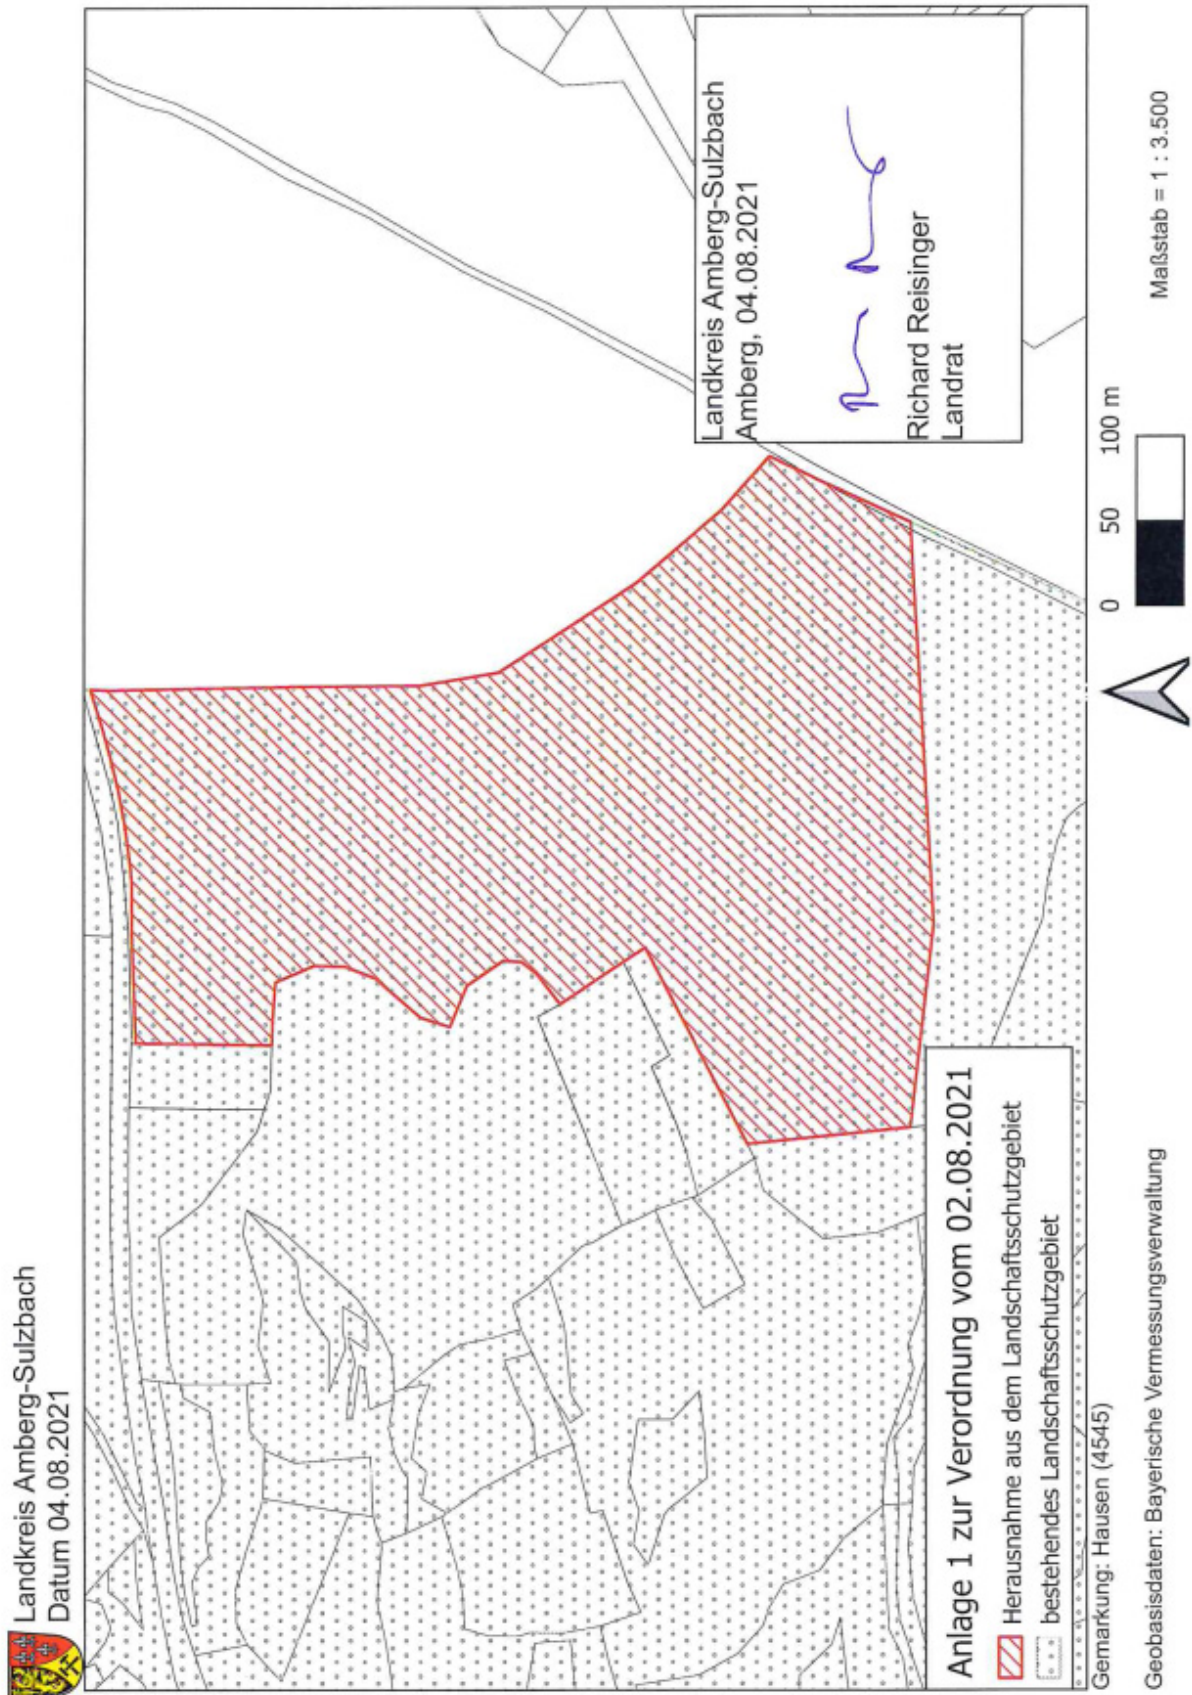 Landkreis Amberg-Sulzbach
Datum 04.08.2021
Landkreis Amberg-Sulzbach
Amberg, 04.08.2021
Richard Reisinger
Landrat
Anlage 1 zur Verordnung vom 02.08.2021
Herausnahme aus dem Landschaftsschutzgebiet
bestehendes Landschaftsschutzgebiet
Gemarkung: Hausen (4545)
Geobasisdaten: Bayerische Vermessungsverwaltung
0 50 100 m
Maßstab = 1 : 3.500